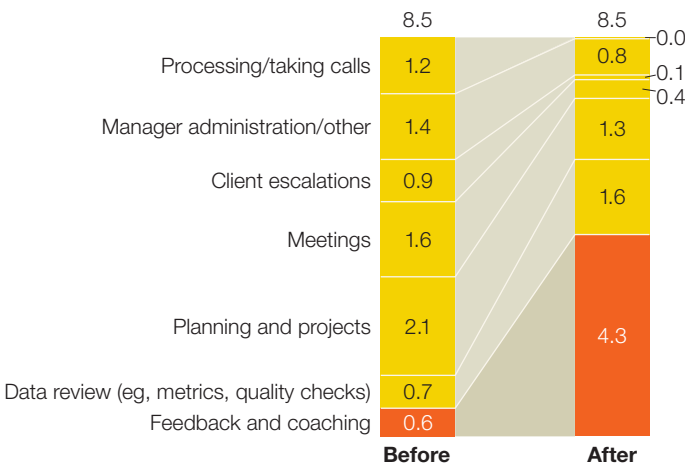 8.5 8.5
0.0
Processing/taking calls 1.2 0.8
0.1
0.4
Manager administration/other 1.4 1.3
Client escalations 0.9
1.6
Meetings 1.6
Planning and projects 2.1 4.3
Data review (eg, metrics, quality checks) 0.7
Feedback and coaching 0.6
Before After